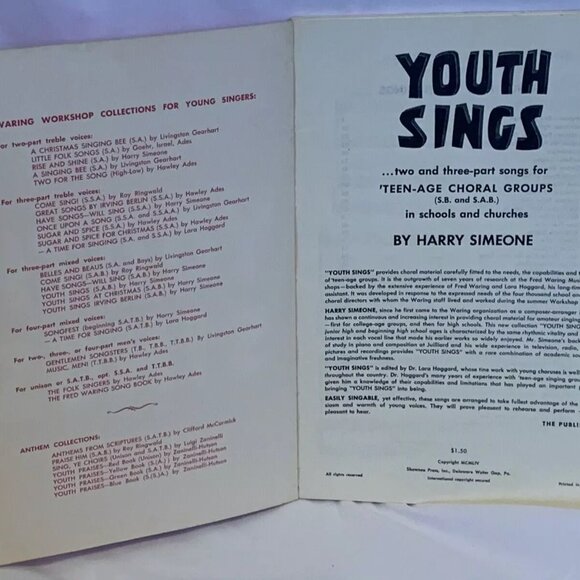 WARING WORKSHOP COLLECTIONS FOR YOUNG SINGERS:
For two-part treble voices:
A CHRISTMAS SINGING BEE (S.A.) by Livingston Gearhart
LITTLE FOLK SONGS (S.A.) by Goehr, Israel, Ades
RISE AND SHINE (S.A.) by Harry Simeone
A SINGING BEE (S.A.) by Livingston Gearhart
TWO FOR THE SONG (High-Low) by Hawley Ades
For three-part treble voices:
COME SING! (S.S.A.) by Roy Ringwald
GREAT SONGS BY IRVING BERLIN (S.S.A.) by Hawley Ades
HAVE SONGS—WILL SING (S.S.A.) by Harry Simeone
ONCE UPON A SONG (S.A. and S.S.A.A.) by Livingston Gearhart
SUGAR AND SPICE (S.S.A.) by Hawley Ades
SUGAR AND SPICE FOR CHRISTMAS (S.S.A.) by Hawley Ades
—A TIME FOR SINGING (S.A. and S.S.A.) by Lara Hoggard
For three-part mixed voices:
BELLES AND BEAUS (S.A. and Boys) by Livingston Gearhart
COME SING! (S.A.B.) by Roy Ringwald
HAVE SONGS—WILL SING (S.A.B.) by Harry Simeone
YOUTH SINGS (S.A.B.) by Harry Simeone
YOUTH SINGS AT CHRISTMAS (S.A.B.) by Harry Simeone
YOUTH SINGS IRVING BERLIN (S.A.B.) by Hawley Ades
For four-part mixed voices:
SONGFEST (beginning S.A.T.B.) by Harry Simeone
—A TIME FOR SINGING (S.A.T.B.) by Lara Hoggard
For two-, three- or four-part men's voices:
GENTLEMEN SONGSTERS (T.B., T.B.B., T.T.B.B.) By Livingston Gearhart
MUSIC, MEN! (T.T.B.B.) by Hawley Ades
For unison or S.A.T.B., opt. S.S.A. and T.T.B.B.
THE FOLK SINGERS by Hawley Ades
THE FRED WARING SONG BOOK by Hawley Ades
ANTHEM COLLECTIONS:
ANTHEMS FROM SCRIPTURES (S.A.T.B.) by Clifford McCormick
PRAISE HIM (S.A.B.) by Roy Ringwald
SING, YE CHOIRS (Unison and S.A.T.B.) by Luigi Zaninelli
YOUTH PRAISES—Red Book (Unison) by Zaninelli-Hutson
YOUTH PRAISES—Yellow Book (S.A.) by Zaninelli-Hutson
YOUTH PRAISES—Green Book (S.A.B.) by Zaninelli-Hutson
YOUTH PRAISES—Blue Book (S.S.A.) by Zaninelli-Hutson
YOUTH
SINGS
...two and three-part songs for
'TEEN-AGE CHORAL GROUPS
(S.B. and S.A.B.)
in schools and churches
BY HARRY SIMEONE
"YOUTH SINGS" provides choral material carefully fitted to the needs, the capabilities and
of teen-age groups. It is the outgrowth of seven years of research at the Fred Waring Music
shops—backed by the extensive experience of Fred Waring and Lara Hoggard, his long
assistant. It was developed in response to the expressed needs of the four thousand school
choral directors with whom the Waring staff lived and worked during the summer Workshop
HARRY SIMEONE, since he first came to the Waring organization as a composer-arranger
has shown a continuous and increasing interest in providing choral material for amateur singing
—first for college-age groups, and then for high schools. This new collection "YOUTH SINGS"
junior high and beginning high school ages is characterized by the same rhythmic vitality and
interest in each vocal line that made his earlier works so widely enjoyed. Mr. Simeone's back
of study in piano and composition at Juilliard and his wide experience in television, radio,
pictures and recording provides "YOUTH SINGS" with a rare combination of academic
and imaginative freshness.
"YOUTH SINGS" is edited by Dr. Lara Hoggard, whose fine work with young choruses is well
throughout the country. Dr. Hoggard's many years of experience with teen-age singing groups
given him a knowledge of their capabilities and limitations that has played an important
bringing "YOUTH SINGS" into being.
EASILY SINGABLE, yet effective, these songs are arranged to take fullest advantage of the
siasm and warmth of young voices. They will prove pleasant to rehearse and perform
pleasant to hear.
THE PUBLI
$1.50
Copyright MCMLIV
Shawnee Press, Inc., Delaware Water Gap, Pa.
International copyright secured
All rights reserved.
Printed in